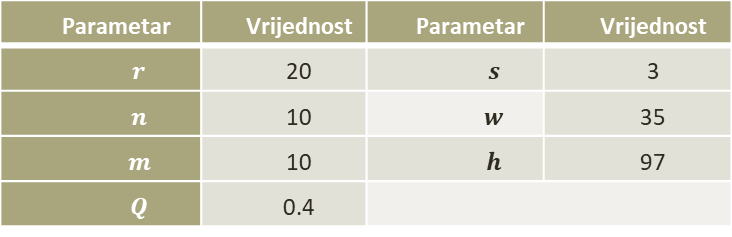 Parametar Vrijednost Parametar Vrijednost
r 20 s 3
n 10 w 35
m 10 h 97
Q 0.4